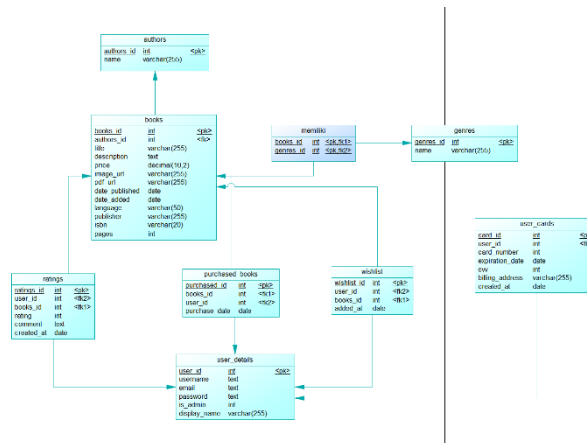 authors
authors_id int <pk>
name varchar(255)
books
books_id int <pk>
authors_id int <fk>
title varchar(255)
description text
price decimal(10,2)
image_url varchar(255)
pdf_url varchar(255)
date_published date
date_added date
language varchar(50)
publisher varchar(255)
isbn varchar(20)
pages int
memiliki
books_id int <pk,fk1>
genres_id int <pk,fk2>
genres
genres_id int <pk>
name varchar(255)
user_cards
card_id int
user_id int
card_number int
expiration_date date
cvv int
billing_address varchar(255)
created_at date
ratings
ratings_id int <pk>
user_id int <fk2>
books_id int <fk1>
rating int
comment text
created_at date
purchased_books
purchased_id int <pk>
books_id int <fk1>
user_id int <fk2>
purchase_date date
wishlist
wishlist_id int <pk>
user_id int <fk2>
books_id int <fk1>
added_at date
user_details
user_id int <pk>
username text
email text
password text
is_admin int
display_name varchar(255)